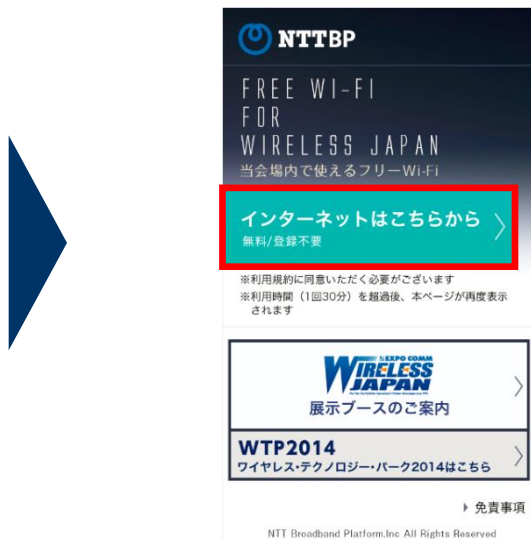 NTTBP
FREE WI-FI
FOR
WIRELESS JAPAN
当会場内で使えるフリーWi-Fi
インターネットはこちらから
無料/登録不要
※利用規約に同意いただく必要がございます
※利用時間（1回30分）を超過後、本ページが再度表示
されます
EXPO COMM
WIRELESS
JAPAN
展示ブースのご案内
WTP2014
ワイヤレス・テクノロジー・パーク2014はこちら
免責事項
NTT Broadband Platform,Inc All Rights Reserved